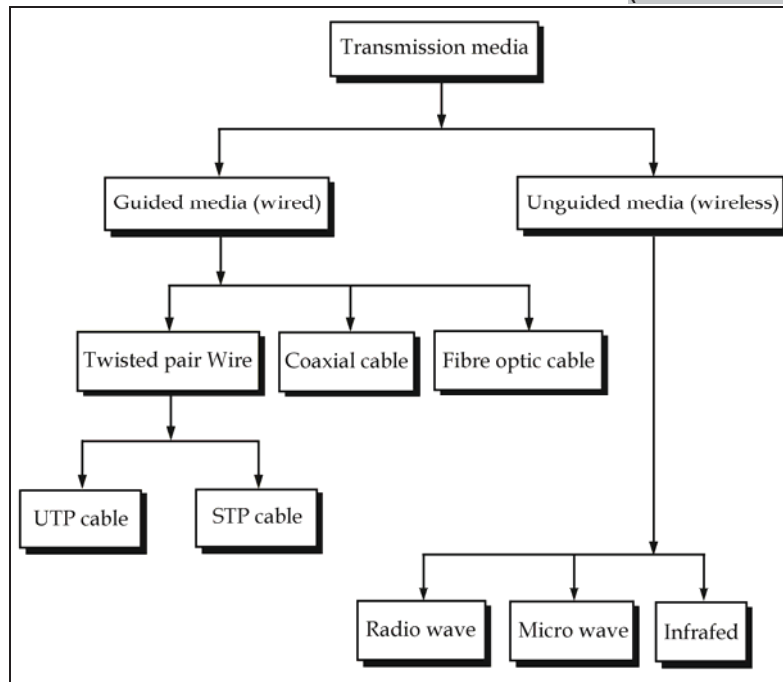 Transmission media
Guided media (wired)
Unguided media (wireless)
Twisted pair Wire
Coaxial cable
Fibre optic cable
UTP cable
STP cable
Radio wave
Micro wave
Infrafed